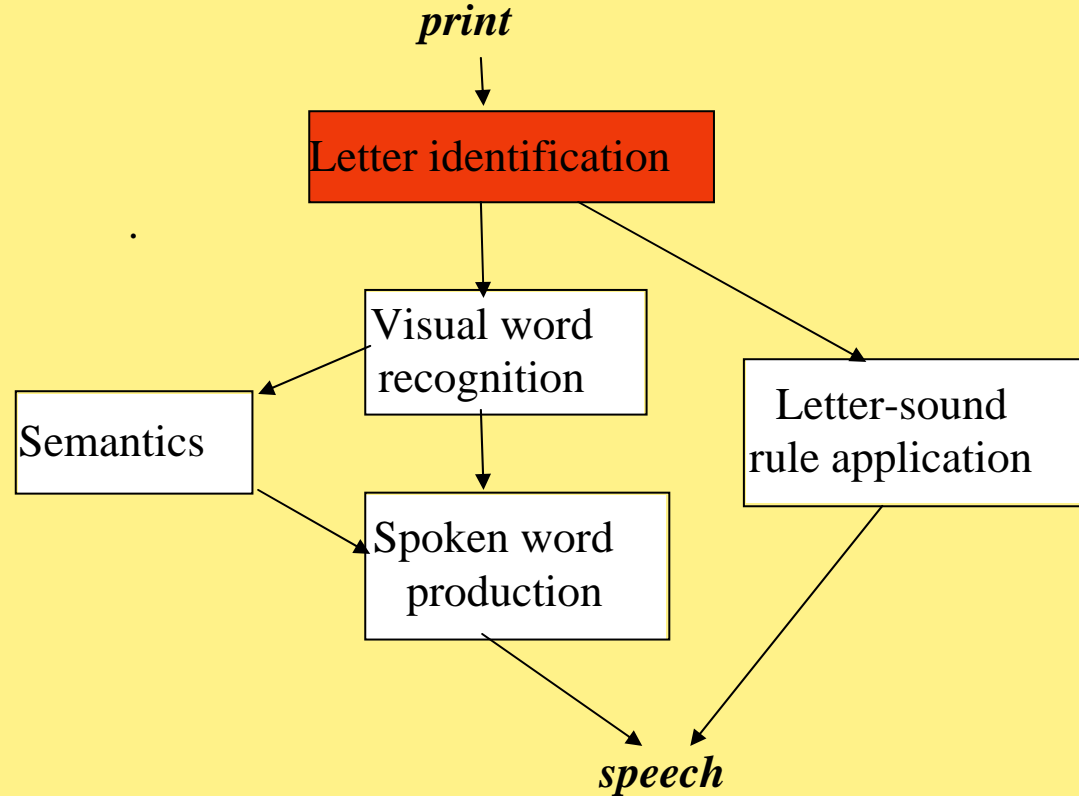 print
Letter identification
.
Visual word
recognition
Semantics
Letter-sound
rule application
Spoken word
production
speech